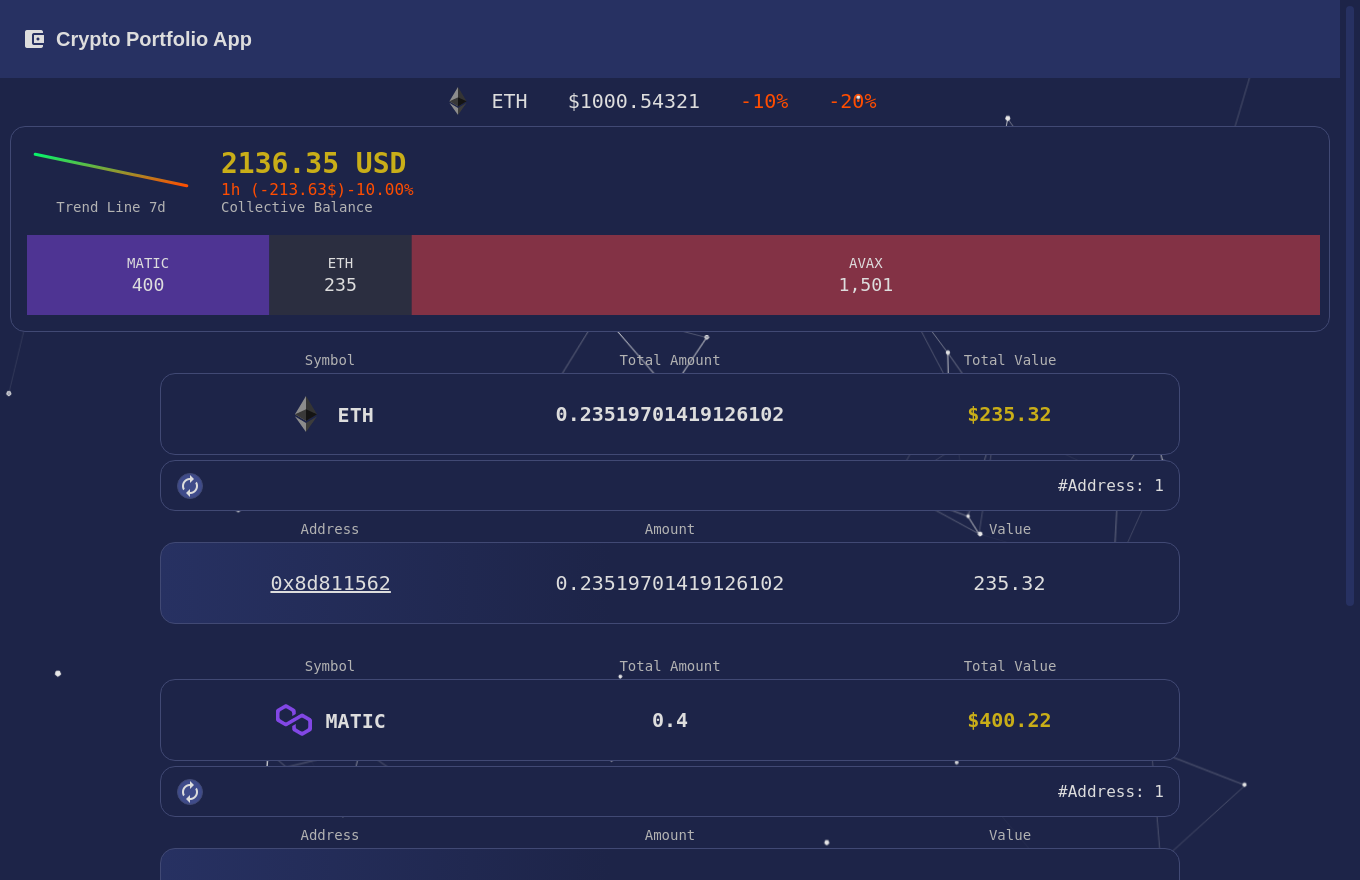 Crypto Portfolio App
ETH $1000.54321 -10% -20%
2136.35 USD
1h (-213.63$)-10.00%
Trend Line 7d Collective Balance
MATIC ETH AVAX
400 235 1,501
Symbol Total Amount Total Value
ETH 0.23519701419126102 $235.32
#Address: 1
Address Amount Value
0x8d811562 0.23519701419126102 235.32
Symbol Total Amount Total Value
MATIC 0.4 $400.22
#Address: 1
Address Amount Value